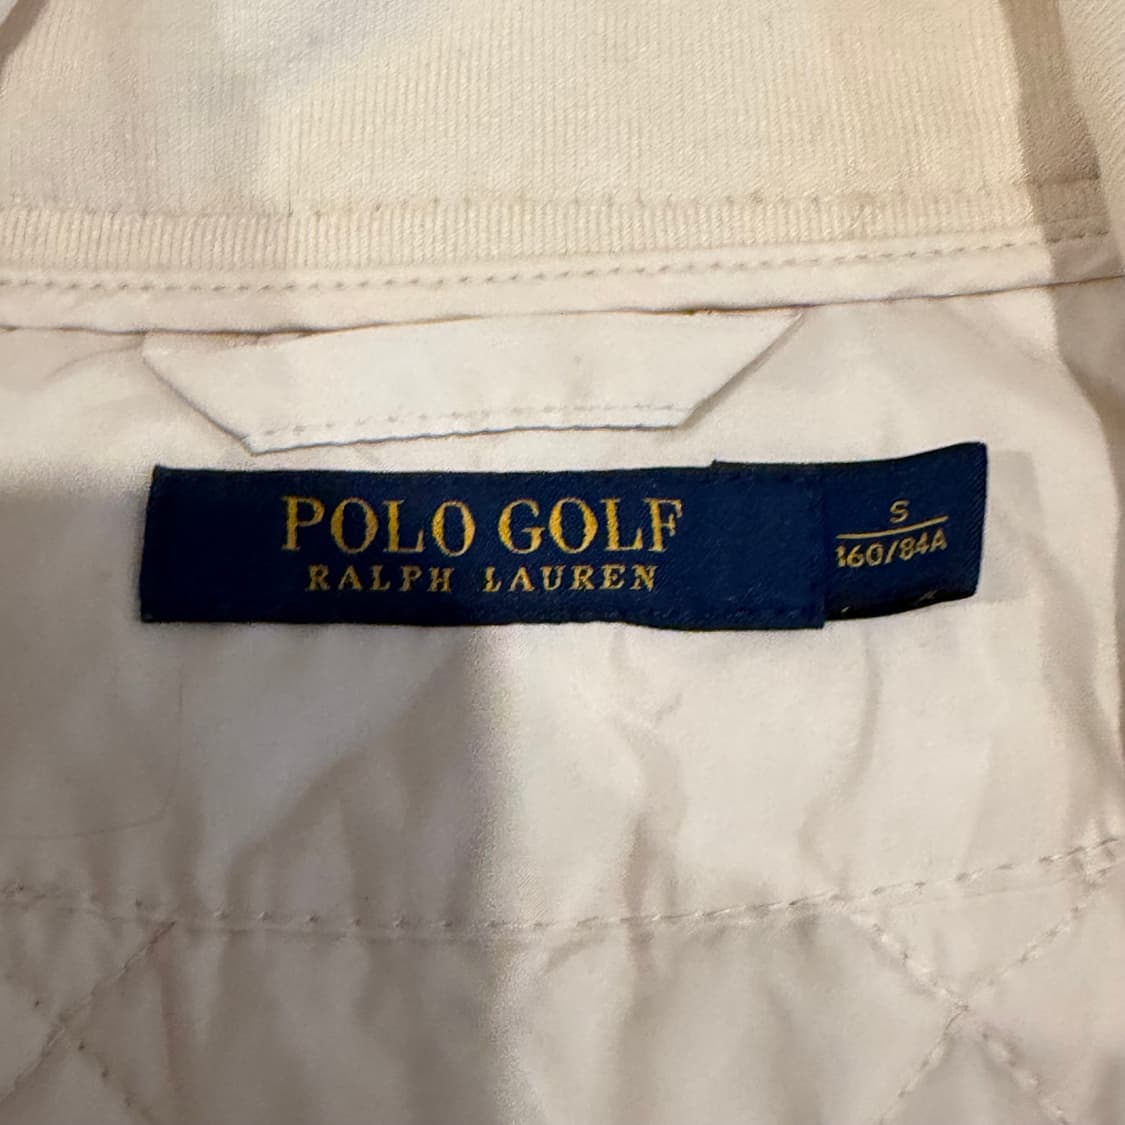 POLO GOLF
RALPH LAUREN
S
160/84A